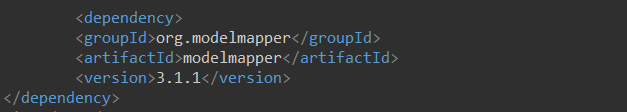 <dependency>
<groupId>org.modelmapper</groupId>
<artifactId>modelmapper</artifactId>
<version>3.1.1</version>
</dependency>